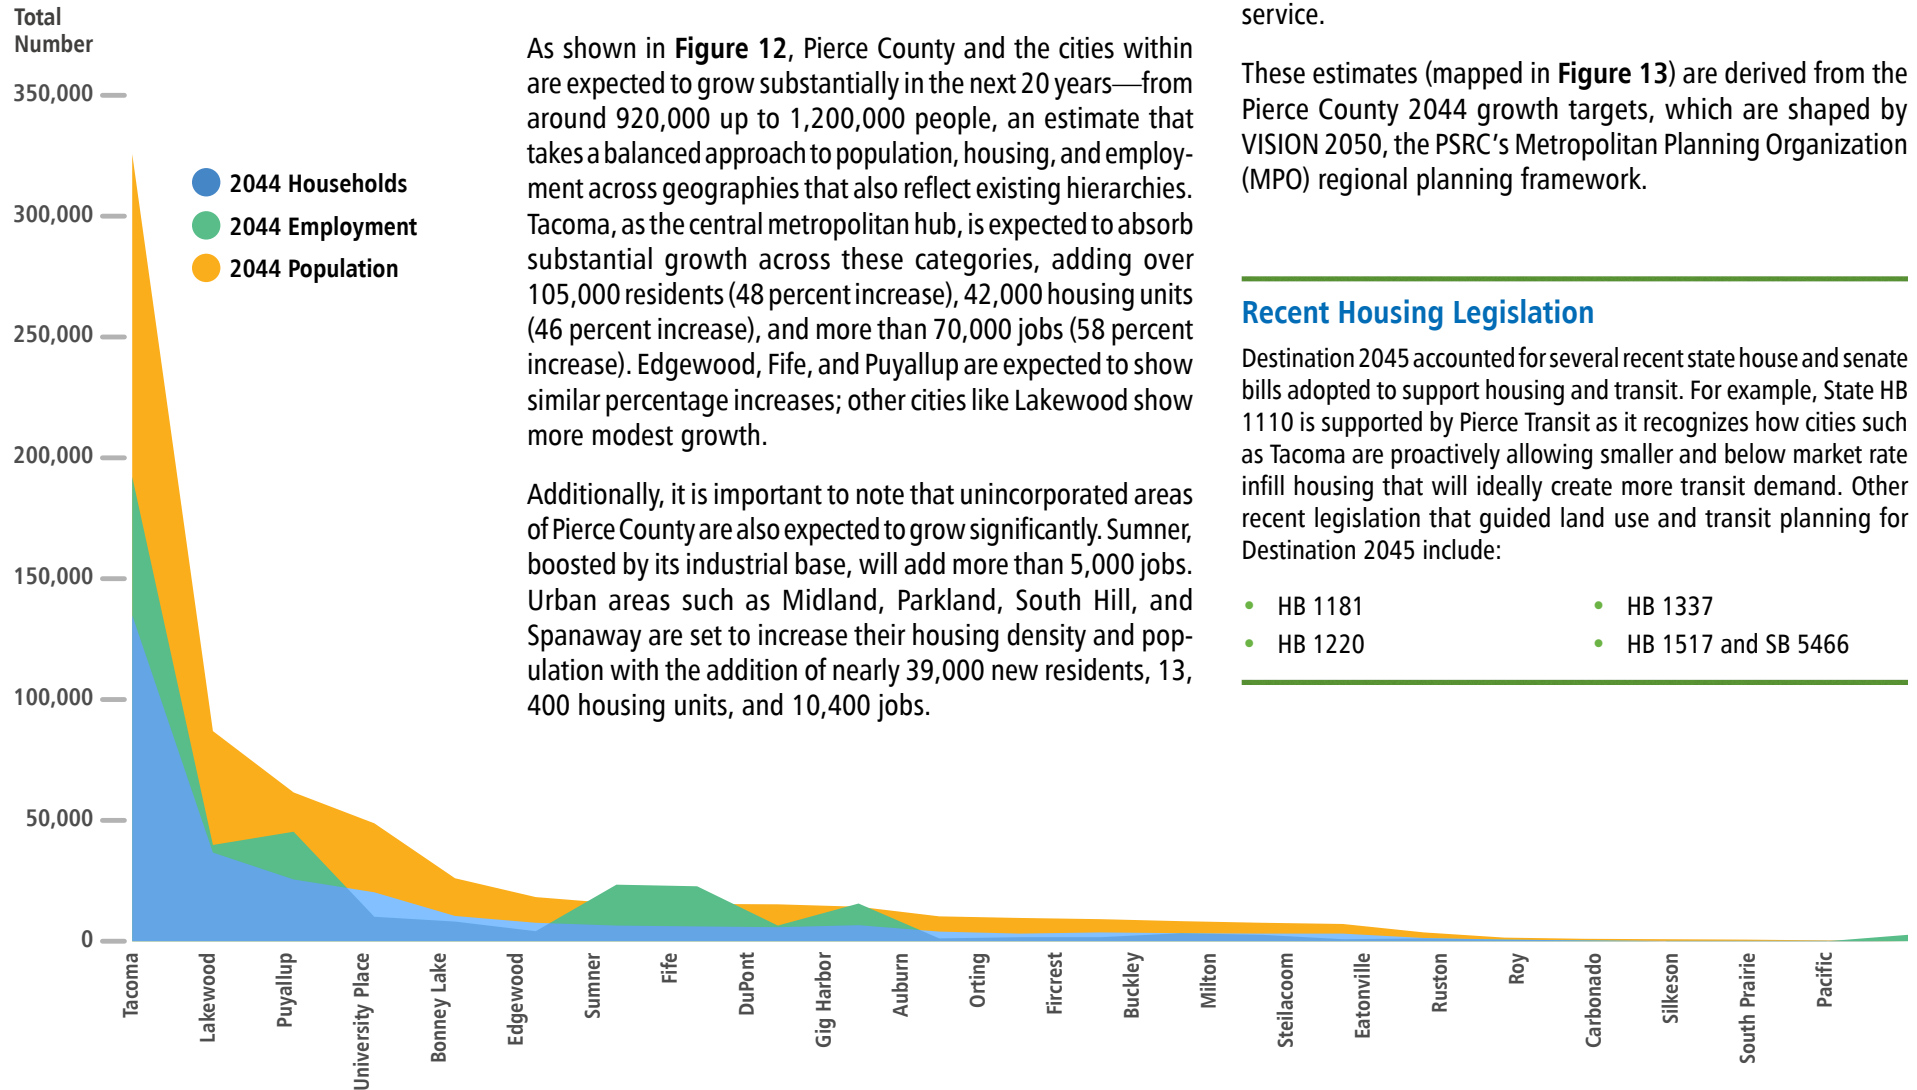 Total
Number
350,000
300,000
250,000
200,000
150,000
100,000
50,000
0
2044 Households
2044 Employment
2044 Population
Tacoma
Lakewood
Puyallup
University Place
Bonney Lake
Edgewood
Sumner
Fife
DuPont
Gig Harbor
Auburn
Orting
Fircrest
Buckley
Milton
Steilacoom
Eatonville
Ruston
Roy
Carbonado
Silkeson
South Prairie
Pacific
As shown in Figure 12, Pierce County and the cities within
are expected to grow substantially in the next 20 years—from
around 920,000 up to 1,200,000 people, an estimate that
takes a balanced approach to population, housing, and employ-
ment across geographies that also reflect existing hierarchies.
Tacoma, as the central metropolitan hub, is expected to absorb
substantial growth across these categories, adding over
105,000 residents (48 percent increase), 42,000 housing units
(46 percent increase), and more than 70,000 jobs (58 percent
increase). Edgewood, Fife, and Puyallup are expected to show
similar percentage increases; other cities like Lakewood show
more modest growth.
Additionally, it is important to note that unincorporated areas
of Pierce County are also expected to grow significantly. Sumner,
boosted by its industrial base, will add more than 5,000 jobs.
Urban areas such as Midland, Parkland, South Hill, and
Spanaway are set to increase their housing density and pop-
ulation with the addition of nearly 39,000 new residents, 13,
400 housing units, and 10,400 jobs.
service.
These estimates (mapped in Figure 13) are derived from the
Pierce County 2044 growth targets, which are shaped by
VISION 2050, the PSRC's Metropolitan Planning Organization
(MPO) regional planning framework.
Recent Housing Legislation
Destination 2045 accounted for several recent state house and senate
bills adopted to support housing and transit. For example, State HB
1110 is supported by Pierce Transit as it recognizes how cities such
as Tacoma are proactively allowing smaller and below market rate
infill housing that will ideally create more transit demand. Other
recent legislation that guided land use and transit planning for
Destination 2045 include:
• HB 1181
• HB 1220
• HB 1337
• HB 1517 and SB 5466